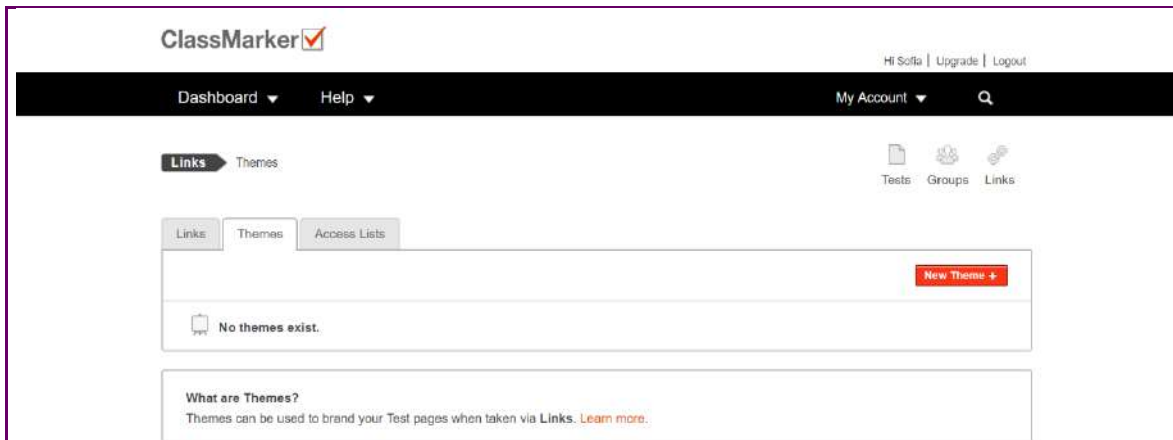 ClassMarker
Hi Sofia | Upgrade | Logout
Dashboard Help My Account
Links Themes
Tests Groups Links
Links Themes Access Lists
New Theme +
No themes exist.
What are Themes?
Themes can be used to brand your Test pages when taken via Links. Learn more.